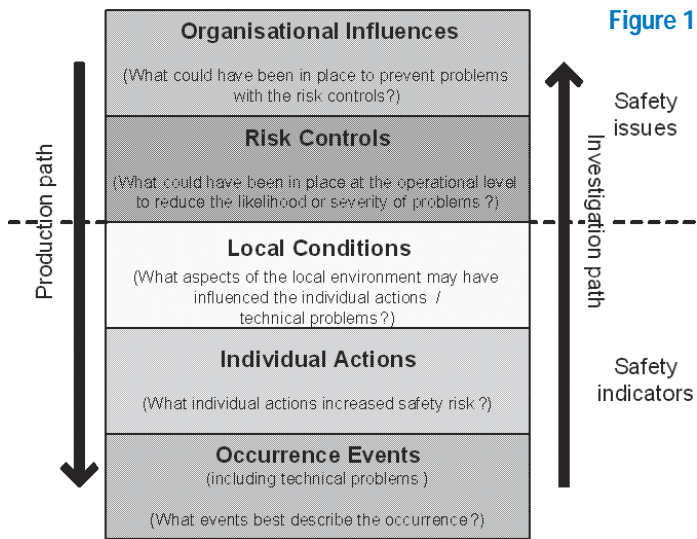 Figure 1
Organisational Influences
(What could have been in place to prevent problems
with the risk controls?)
Risk Controls
(What could have been in place at the operational level
to reduce the likelihood or severity of problems ?)
Local Conditions
(What aspects of the local environment may have
influenced the individual actions /
technical problems ?)
Individual Actions
(What individual actions increased safety risk ?)
Occurrence Events
(including technical problems )
(What events best describe the occurrence ?)
Production path
Investigation path
Safety
issues
Safety
indicators